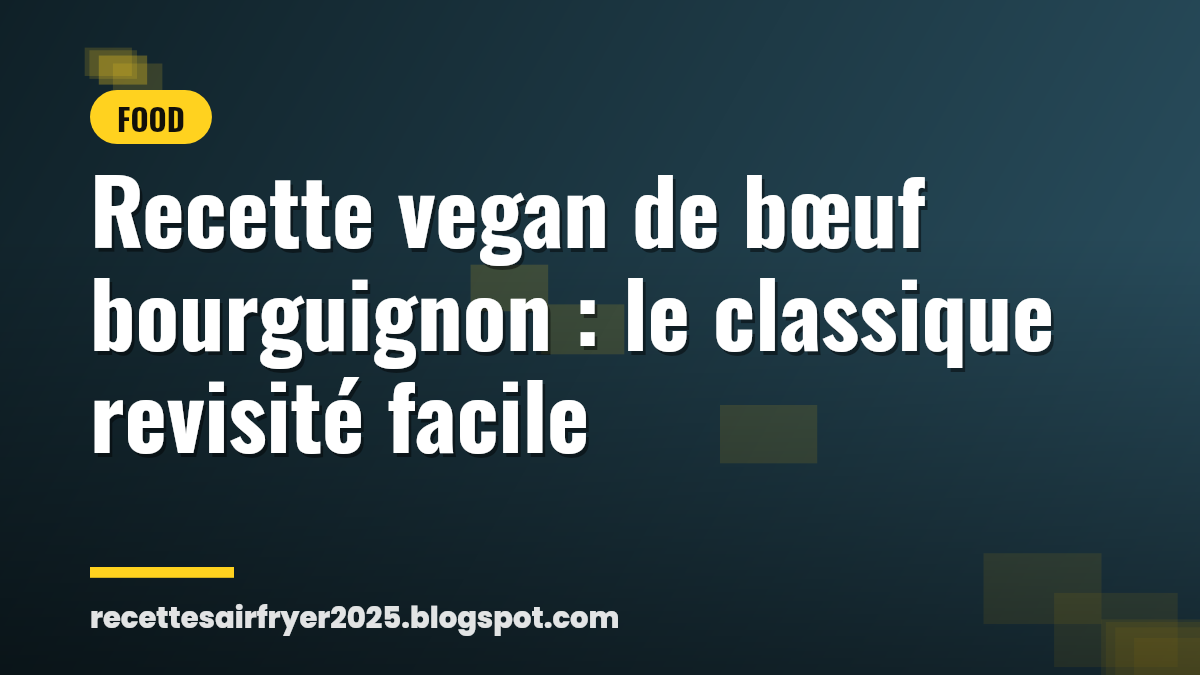 FOOD
Recette vegan de bœuf
bourguignon : le classique
revisité facile
recettesairfryer2025.blogspot.com